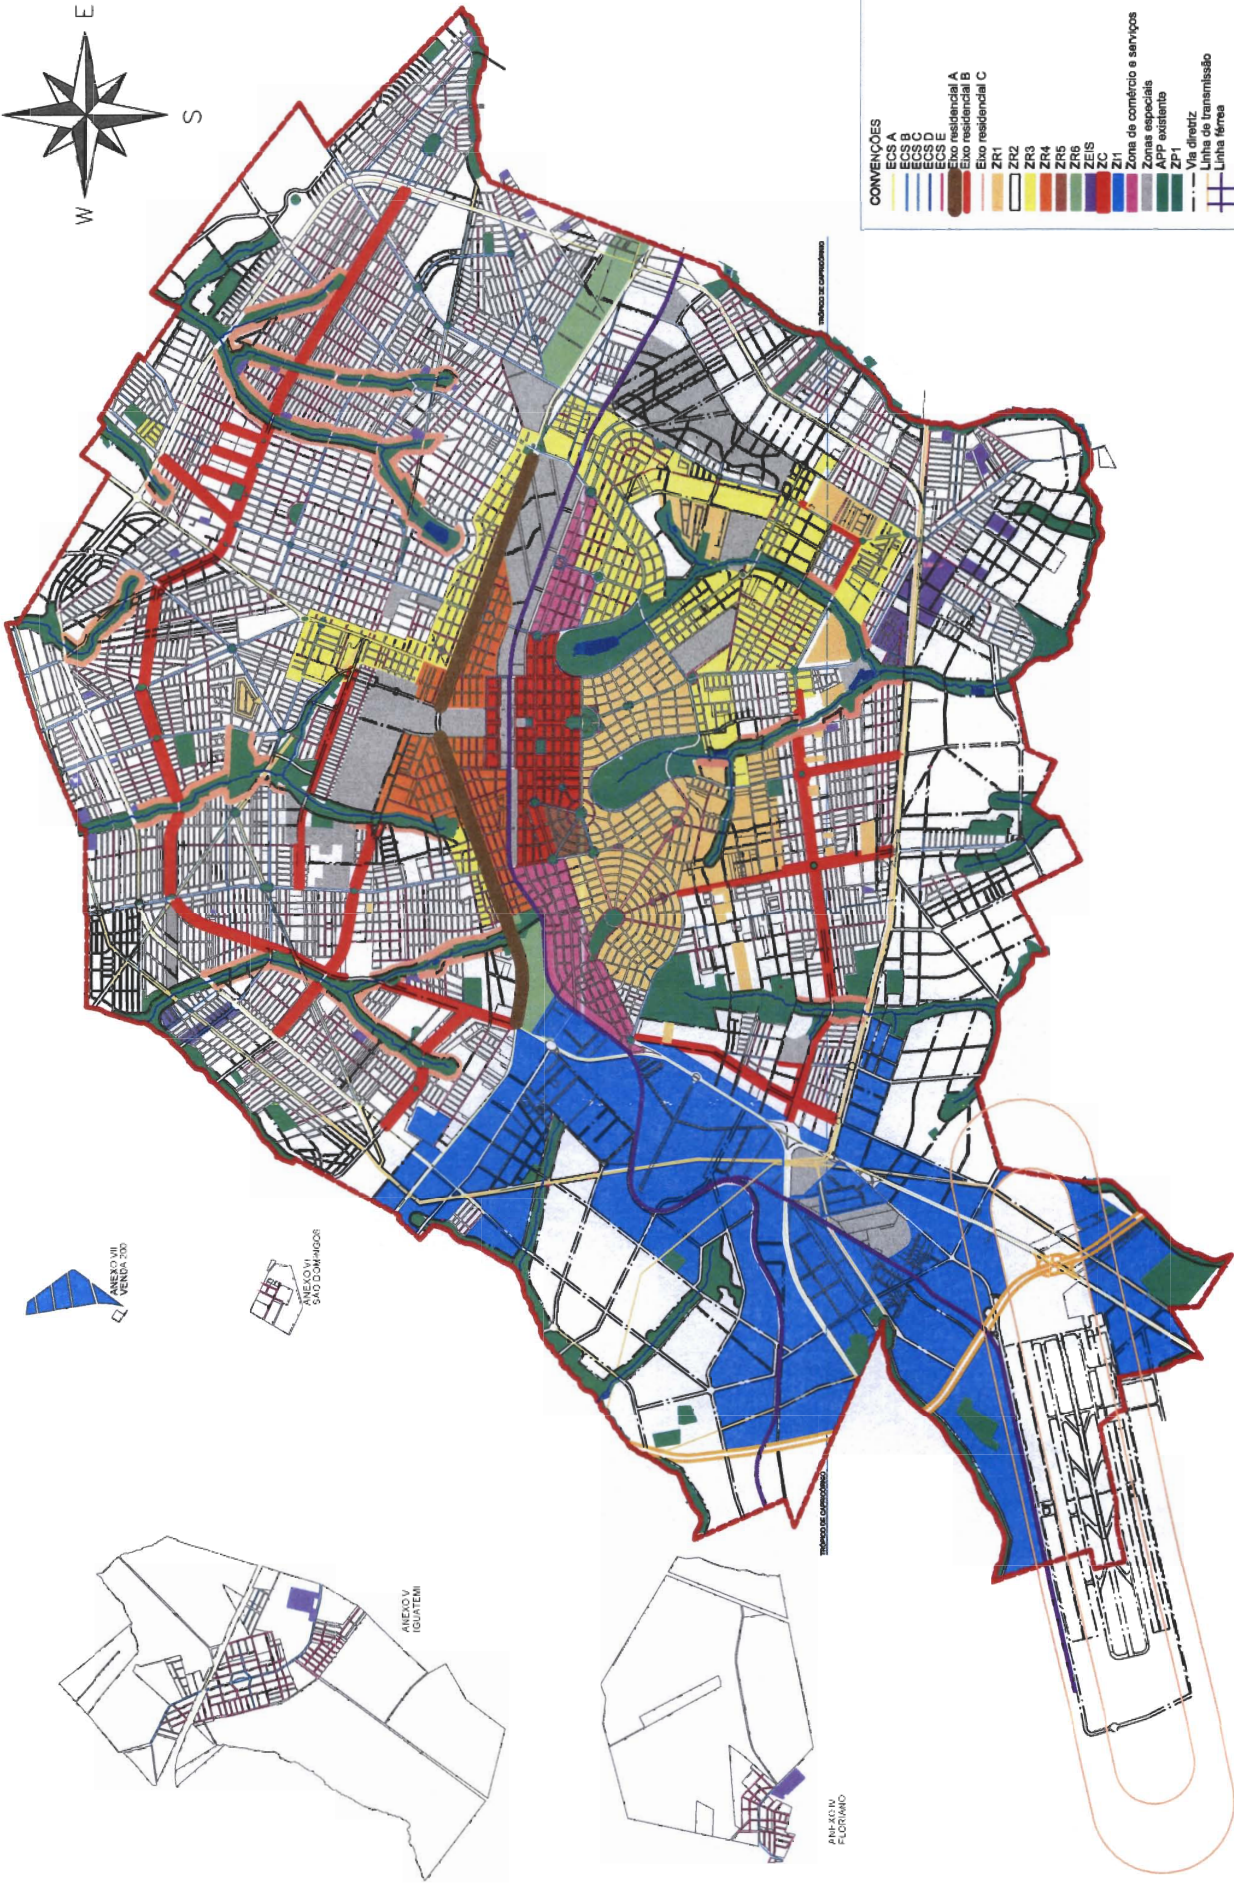 E
W
S
CONVENÇÕES
ECS A
ECS B
ECS C
ECS D
ECS E
Eixo residencial A
Eixo residencial B
Eixo residencial C
ZR1
ZR2
ZR3
ZR4
ZR5
ZR6
ZEIS
ZC
Z1
Zona de comércio e serviços
Zonas especiais
APP existente
ZP1
Via diretriz
Linha de transmissão
Linha férrea
TRÓPICO DE CAPRICÓRNIO
TRÓPICO DE CAPRICÓRNIO
ANEXO VII
VENDA 200
ANEXO VI
SÃO DOMINGOS
ANEXO V
IGUATEMI
ANEXO IV
FLORIANO